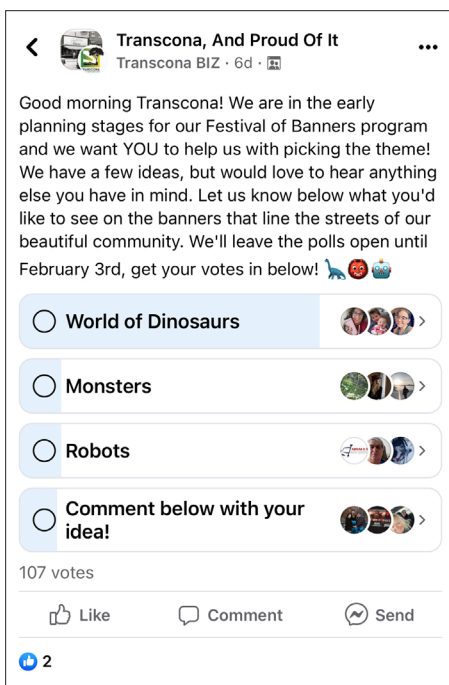 Transcona, And Proud Of It
Transcona BIZ · 6d ·
Good morning Transcona! We are in the early
planning stages for our Festival of Banners program
and we want YOU to help us with picking the theme!
We have a few ideas, but would love to hear anything
else you have in mind. Let us know below what you'd
like to see on the banners that line the streets of our
beautiful community. We'll leave the polls open until
February 3rd, get your votes in below! 🦕👹🤖
World of Dinosaurs
Monsters
Robots
Comment below with your
idea!
107 votes
Like
Comment
Send
2